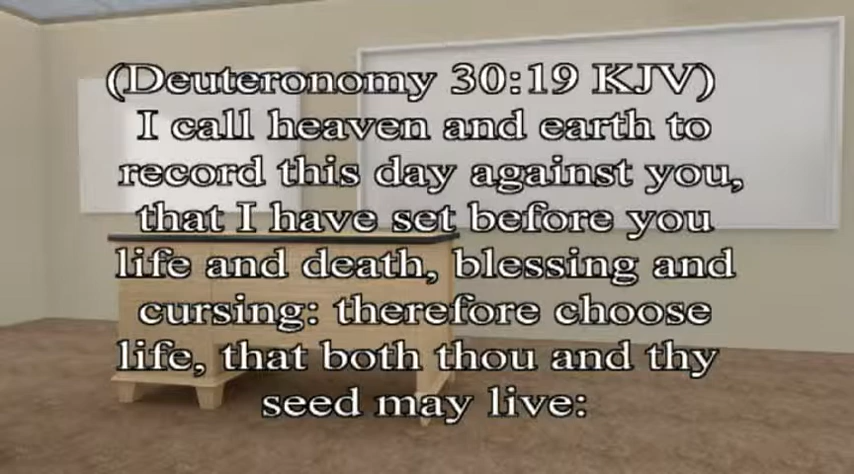 (Deuteronomy 30:19 KJV)
I call heaven and earth to
record this day against you,
that I have set before you
life and death, blessing and
cursing: therefore choose
life, that both thou and thy
seed may live: